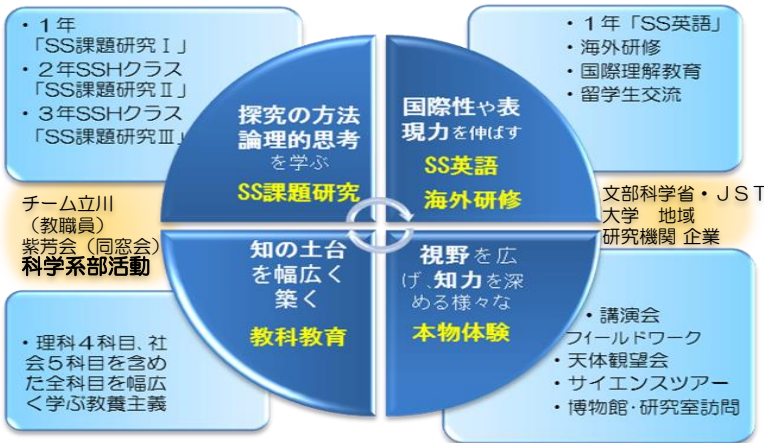 ・1年
「SS課題研究Ⅰ」
・2年SSHクラス
「SS課題研究Ⅱ」
・3年SSHクラス
「SS課題研究Ⅲ」
探究の方法
論理的思考
を学ぶ
SS課題研究
国際性や表
現力を伸ばす
SS英語
海外研修
・1年「SS英語」
・海外研修
・国際理解教育
・留学生交流
チーム立川
（教職員）
紫芳会（同窓会）
科学系部活動
文部科学省・ＪＳＴ
大学　地域
研究機関 企業
知の土台
を幅広く
築く
教科教育
視野を広
げ、知力を深
める様々な
本物体験
・理科4科目、社
会5科目を含め
た全科目を幅広
く学ぶ教養主義
・講演会
フィールドワーク
・天体観望会
・サイエンスツアー
・博物館・研究室訪問